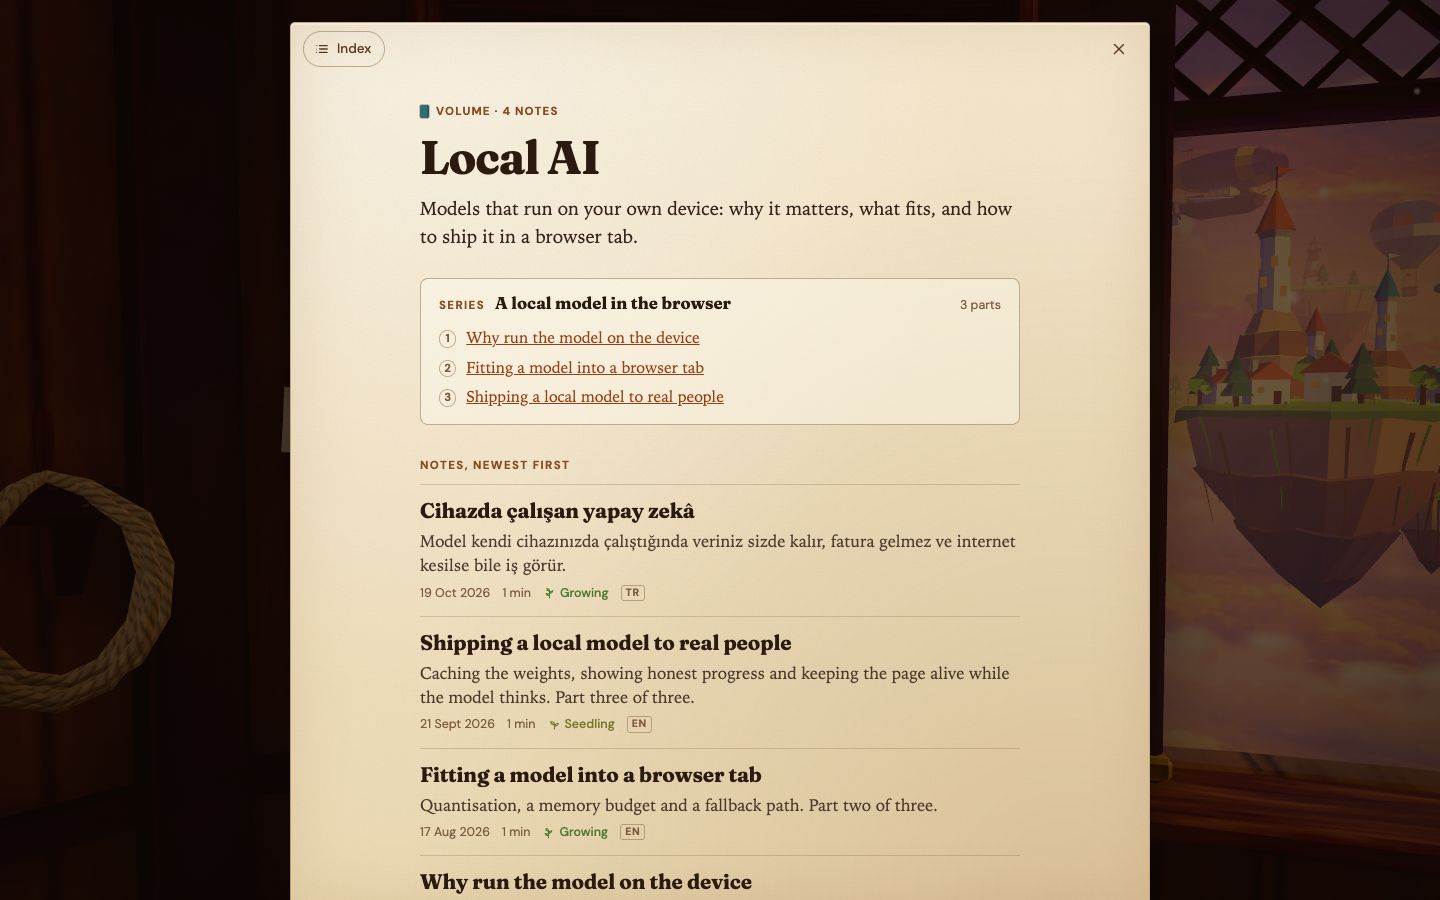 Index
VOLUME · 4 NOTES
Local AI
Models that run on your own device: why it matters, what fits, and how
to ship it in a browser tab.
SERIES A local model in the browser 3 parts
1 Why run the model on the device
2 Fitting a model into a browser tab
3 Shipping a local model to real people
NOTES, NEWEST FIRST
Cihazda çalışan yapay zekâ
Model kendi cihazınızda çalıştığında veriniz sizde kalır, fatura gelmez ve internet
kesilse bile iş görür.
19 Oct 2026 1 min Growing TR
Shipping a local model to real people
Caching the weights, showing honest progress and keeping the page alive while
the model thinks. Part three of three.
21 Sept 2026 1 min Seedling EN
Fitting a model into a browser tab
Quantisation, a memory budget and a fallback path. Part two of three.
17 Aug 2026 1 min Growing EN
Why run the model on the device